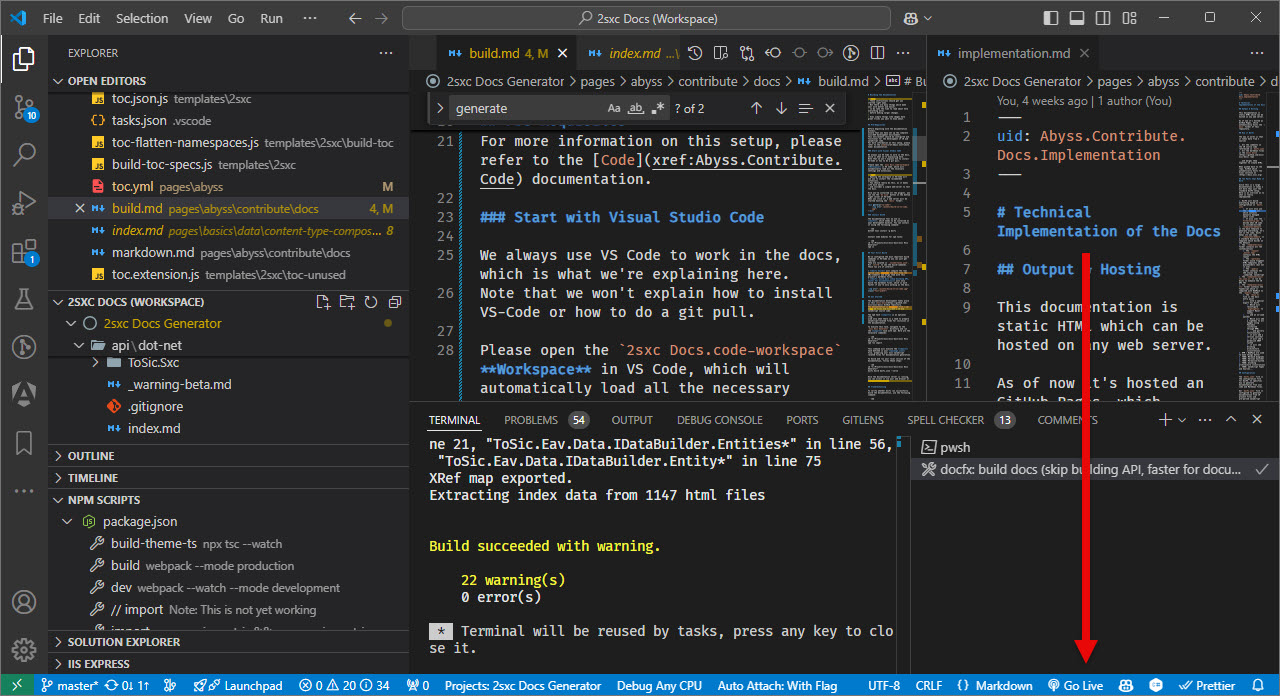 File Edit Selection View Go Run ···
2sxc Docs (Workspace)
EXPLORER
OPEN EDITORS
toc.json.js templates\2sxc
tasks.json .vscode
toc-flatten-namespaces.js templates\2sxc\build-toc
build-toc-specs.js templates\2sxc
toc.yml pages\abyss M
build.md pages\abyss\contribute\docs 4, M
index.md pages\basics\data\content-type-compos... 8
markdown.md pages\abyss\contribute\docs
toc.extension.js templates\2sxc\toc-unused
2SXC DOCS (WORKSPACE)
2sxc Docs Generator
api\dot-net
ToSic.Sxc
_warning-beta.md
.gitignore
index.md
OUTLINE
TIMELINE
NPM SCRIPTS
package.json
build-theme-ts npx tsc --watch
build webpack --mode production
dev webpack --watch --mode development
// import Note: This is not yet working
SOLUTION EXPLORER
IIS EXPRESS
10
1
build.md 4, M
index.md ...
2sxc Docs Generator > pages > abyss > contribute > docs > build.md > # Bu
generate Aa ab ? of 2
21 For more information on this setup, please
refer to the [Code](xref:Abyss.Contribute.
Code) documentation.
22
23 ### Start with Visual Studio Code
24
25 We always use VS Code to work in the docs,
which is what we're explaining here.
26 Note that we won't explain how to install
VS-Code or how to do a git pull.
27
28 Please open the `2sxc Docs.code-workspace`
**Workspace** in VS Code, which will
automatically load all the necessary
implementation.md
2sxc Docs Generator > pages > abyss > contribute > d
You, 4 weeks ago | 1 author (You)
1 ---
2 uid: Abyss.Contribute.
Docs.Implementation
3 ---
4
5 # Technical
Implementation of the Docs
6
7 ## Output Hosting
8
9 This documentation is
static HTML which can be
hosted on any web server.
10
11 As of now it's hosted on
GitHub Pages, which
TERMINAL PROBLEMS 54 OUTPUT DEBUG CONSOLE PORTS GITLENS SPELL CHECKER 13 COMMENTS
ne 21, "ToSic.Eav.Data.IDataBuilder.Entities*" in line 56,
"ToSic.Eav.Data.IDataBuilder.Entity*" in line 75
XRef map exported.
Extracting index data from 1147 html files
Build succeeded with warning.
22 warning(s)
0 error(s)
* Terminal will be reused by tasks, press any key to clo
se it.
pwsh
docfx: build docs (skip building API, faster for docu...
master* 0↓ 1↑ Launchpad 0 20 34 0 Projects: 2sxc Docs Generator Debug Any CPU Auto Attach: With Flag UTF-8 CRLF {} Markdown Go Live Prettier